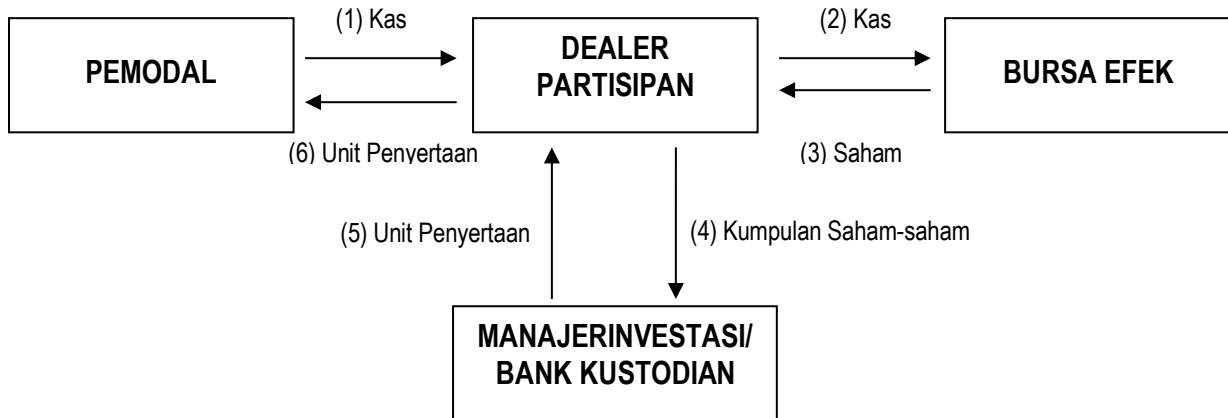 (1) Kas
(2) Kas
PEMODAL
DEALER
PARTISIPAN
BURSA EFEK
(6) Unit Penyertaan
(3) Saham
(5) Unit Penyertaan
(4) Kumpulan Saham-saham
MANAJERINVESTASI/
BANK KUSTODIAN